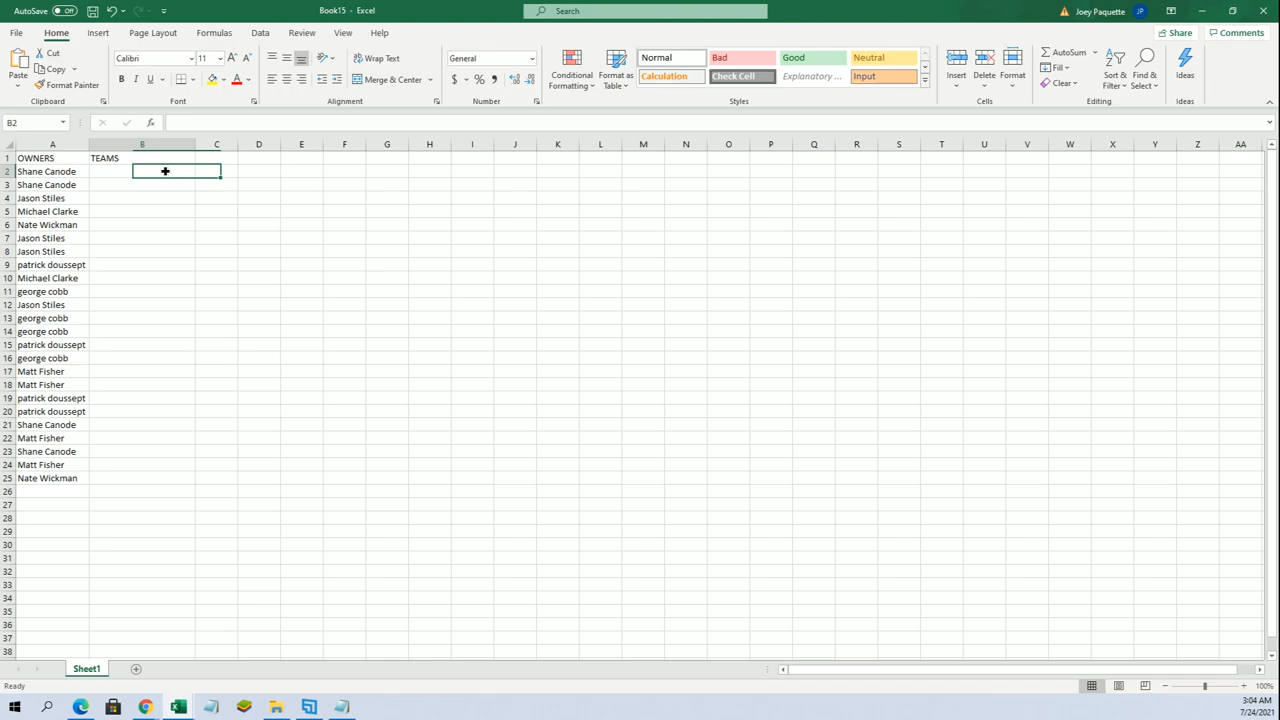 AutoSave Off Book15 - Excel Search Joey Paquette JP
File Home Insert Page Layout Formulas Data Review View Help Share Comments
Paste Cut Copy Format Painter Clipboard
Calibri 11 A A B I U A Font
Wrap Text Merge & Center Alignment
General $ % , Number
Conditional Formatting Format as Table
Normal Bad Good Neutral
Calculation Check Cell Explanatory ... Input
Styles
Insert Delete Format Cells
AutoSum Fill Clear Sort & Filter Find & Select Editing
Ideas Ideas
B2 fx
A B C D E F G H I J K L M N O P Q R S T U V W X Y Z AA
1 OWNERS TEAMS
2 Shane Canode
3 Shane Canode
4 Jason Stiles
5 Michael Clarke
6 Nate Wickman
7 Jason Stiles
8 Jason Stiles
9 patrick doussept
10 Michael Clarke
11 george cobb
12 Jason Stiles
13 george cobb
14 george cobb
15 patrick doussept
16 george cobb
17 Matt Fisher
18 Matt Fisher
19 patrick doussept
20 patrick doussept
21 Shane Canode
22 Matt Fisher
23 Shane Canode
24 Matt Fisher
25 Nate Wickman
26
27
28
29
30
31
32
33
34
35
36
37
38
Sheet1
Ready 100%
3:04 AM
7/24/2021